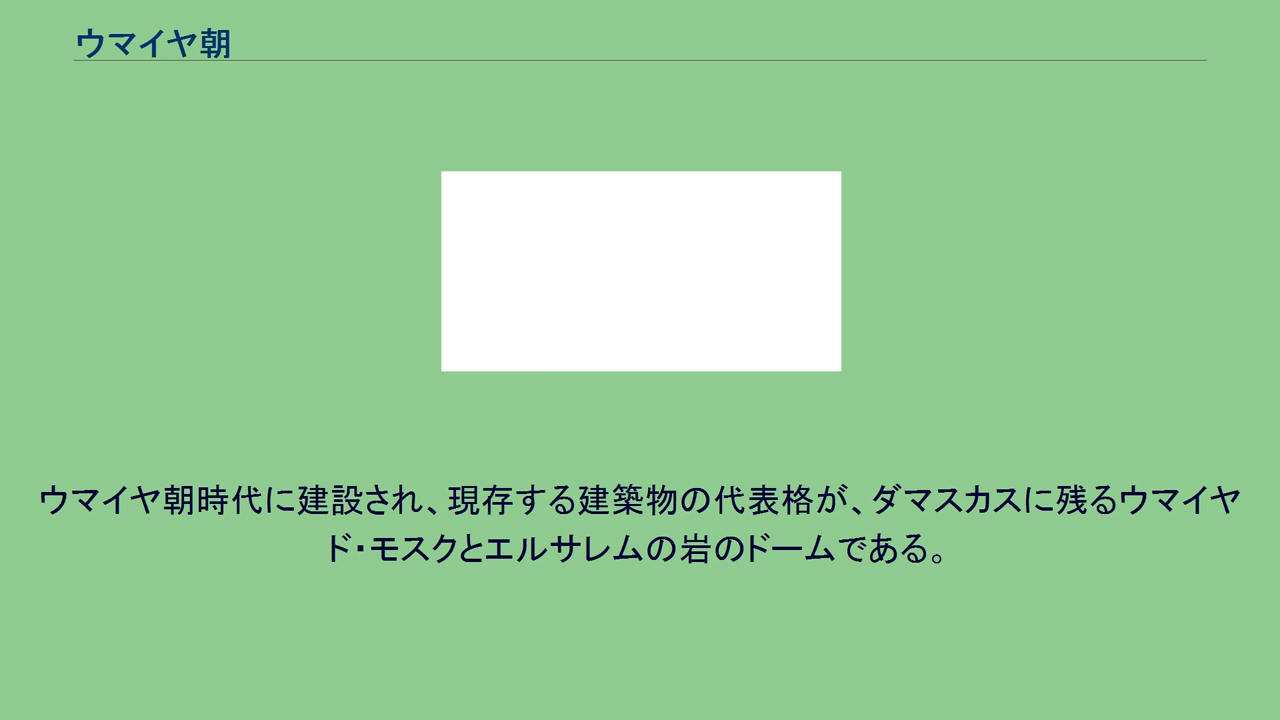 ウマイヤ朝
ウマイヤ朝時代に建設され、現存する建築物の代表格が、ダマスカスに残るウマイヤ
ド・モスクとエルサレムの岩のドームである。